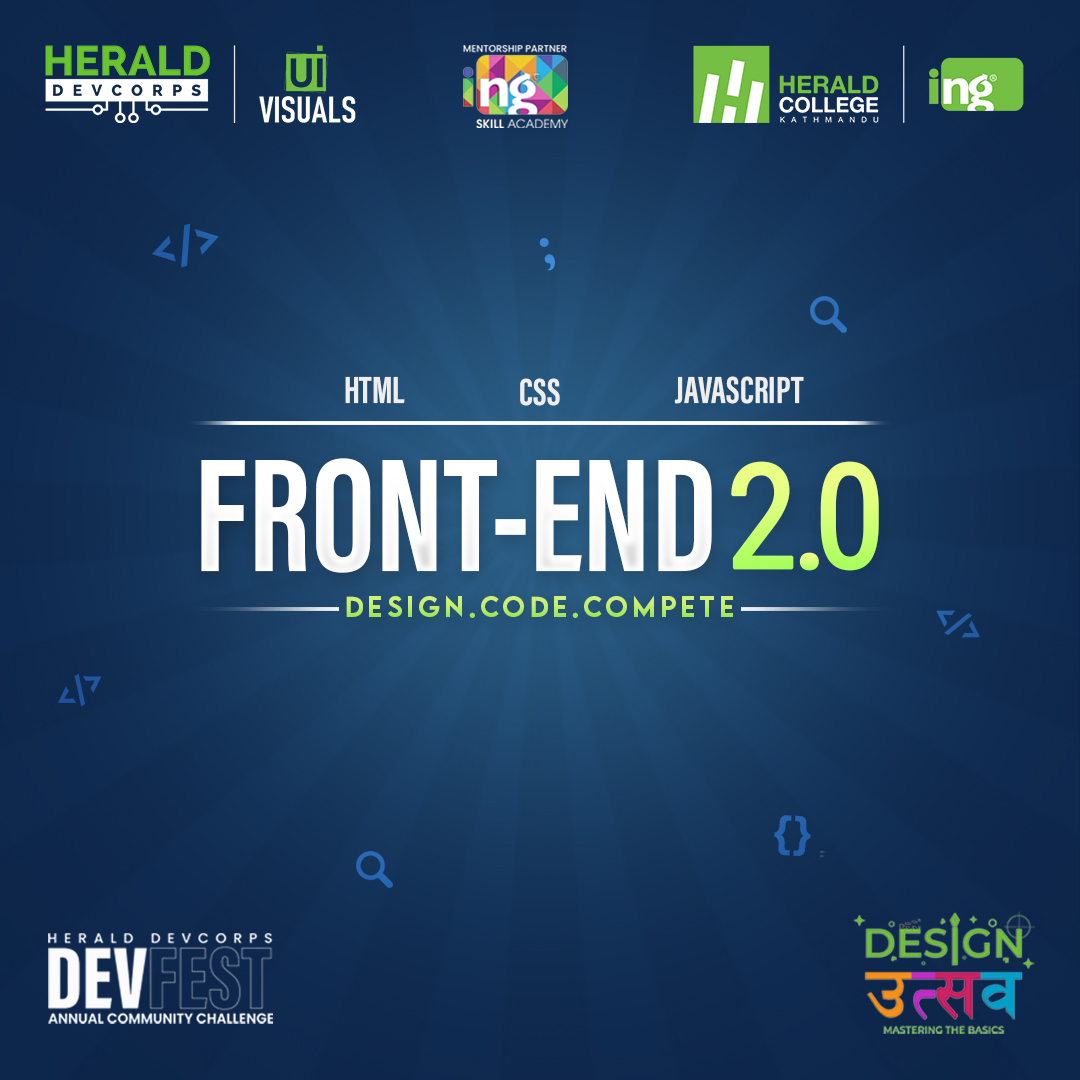 HERALD
DEVCORPS
ui
VISUALS
MENTORSHIP PARTNER
ing®
SKILL ACADEMY
HERALD
COLLEGE
KATHMANDU
ing®
</>
;
HTML CSS JAVASCRIPT
FRONT-END 2.0
DESIGN.CODE.COMPETE
</>
</>
{}
HERALD DEVCORPS
DEVFEST
ANNUAL COMMUNITY CHALLENGE
DESIGN
उत्सव
MASTERING THE BASICS